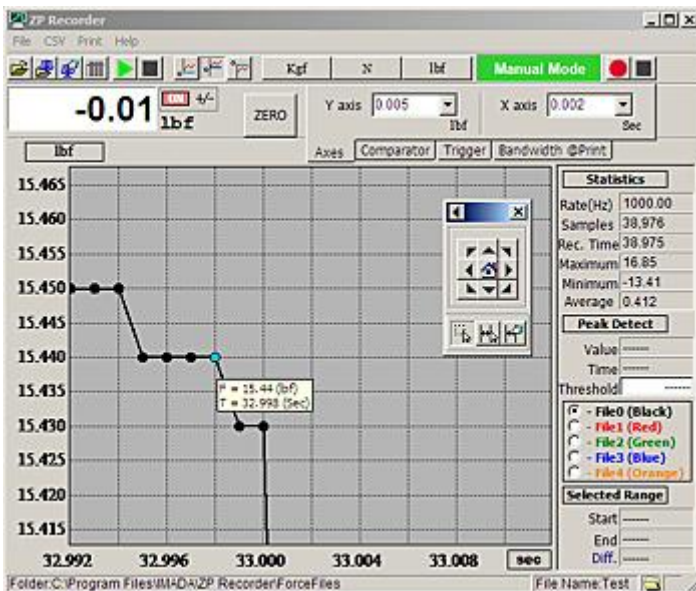 ZP Recorder
File CSV Print Help
Kgf N lbf Manual Mode
-0.01 lbf ON +/- ZERO Y axis 0.005 lbf X axis 0.002 Sec
lbf Axes Comparator Trigger Bandwidth @Print
15.465
15.460
15.455
15.450
15.445
15.440
15.435
15.430
15.425
15.420
15.415
F = 15.44 (lbf)
T = 32.998 (Sec)
32.992 32.996 33.000 33.004 33.008 sec
Statistics
Rate(Hz) 1000.00
Samples 38,976
Rec. Time 38.975
Maximum 16.85
Minimum -13.41
Average 0.412
Peak Detect
Value -----
Time -----
Threshold -----
- File0 (Black)
- File1 (Red)
- File2 (Green)
- File3 (Blue)
- File4 (Orange)
Selected Range
Start -----
End -----
Diff. -----
Folder:C:\Program Files\IMADA\ZP Recorder\ForceFiles File Name:Test